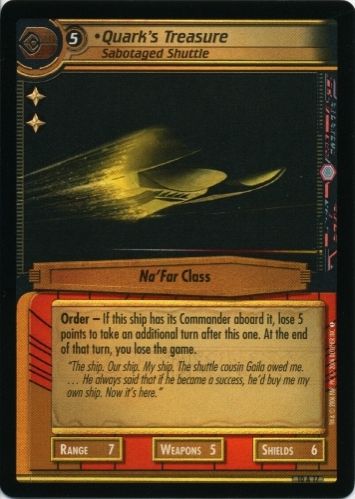 5
•Quark's Treasure
Sabotaged Shuttle
Na'Far Class
Order – If this ship has its Commander aboard it, lose 5
points to take an additional turn after this one. At the end
of that turn, you lose the game.
"The ship. Our ship. My ship. The shuttle cousin Gaila owed me.
... He always said that if he became a success, he'd buy me my
own ship. Now it's here."
Range 7
Weapons 5
Shields 6